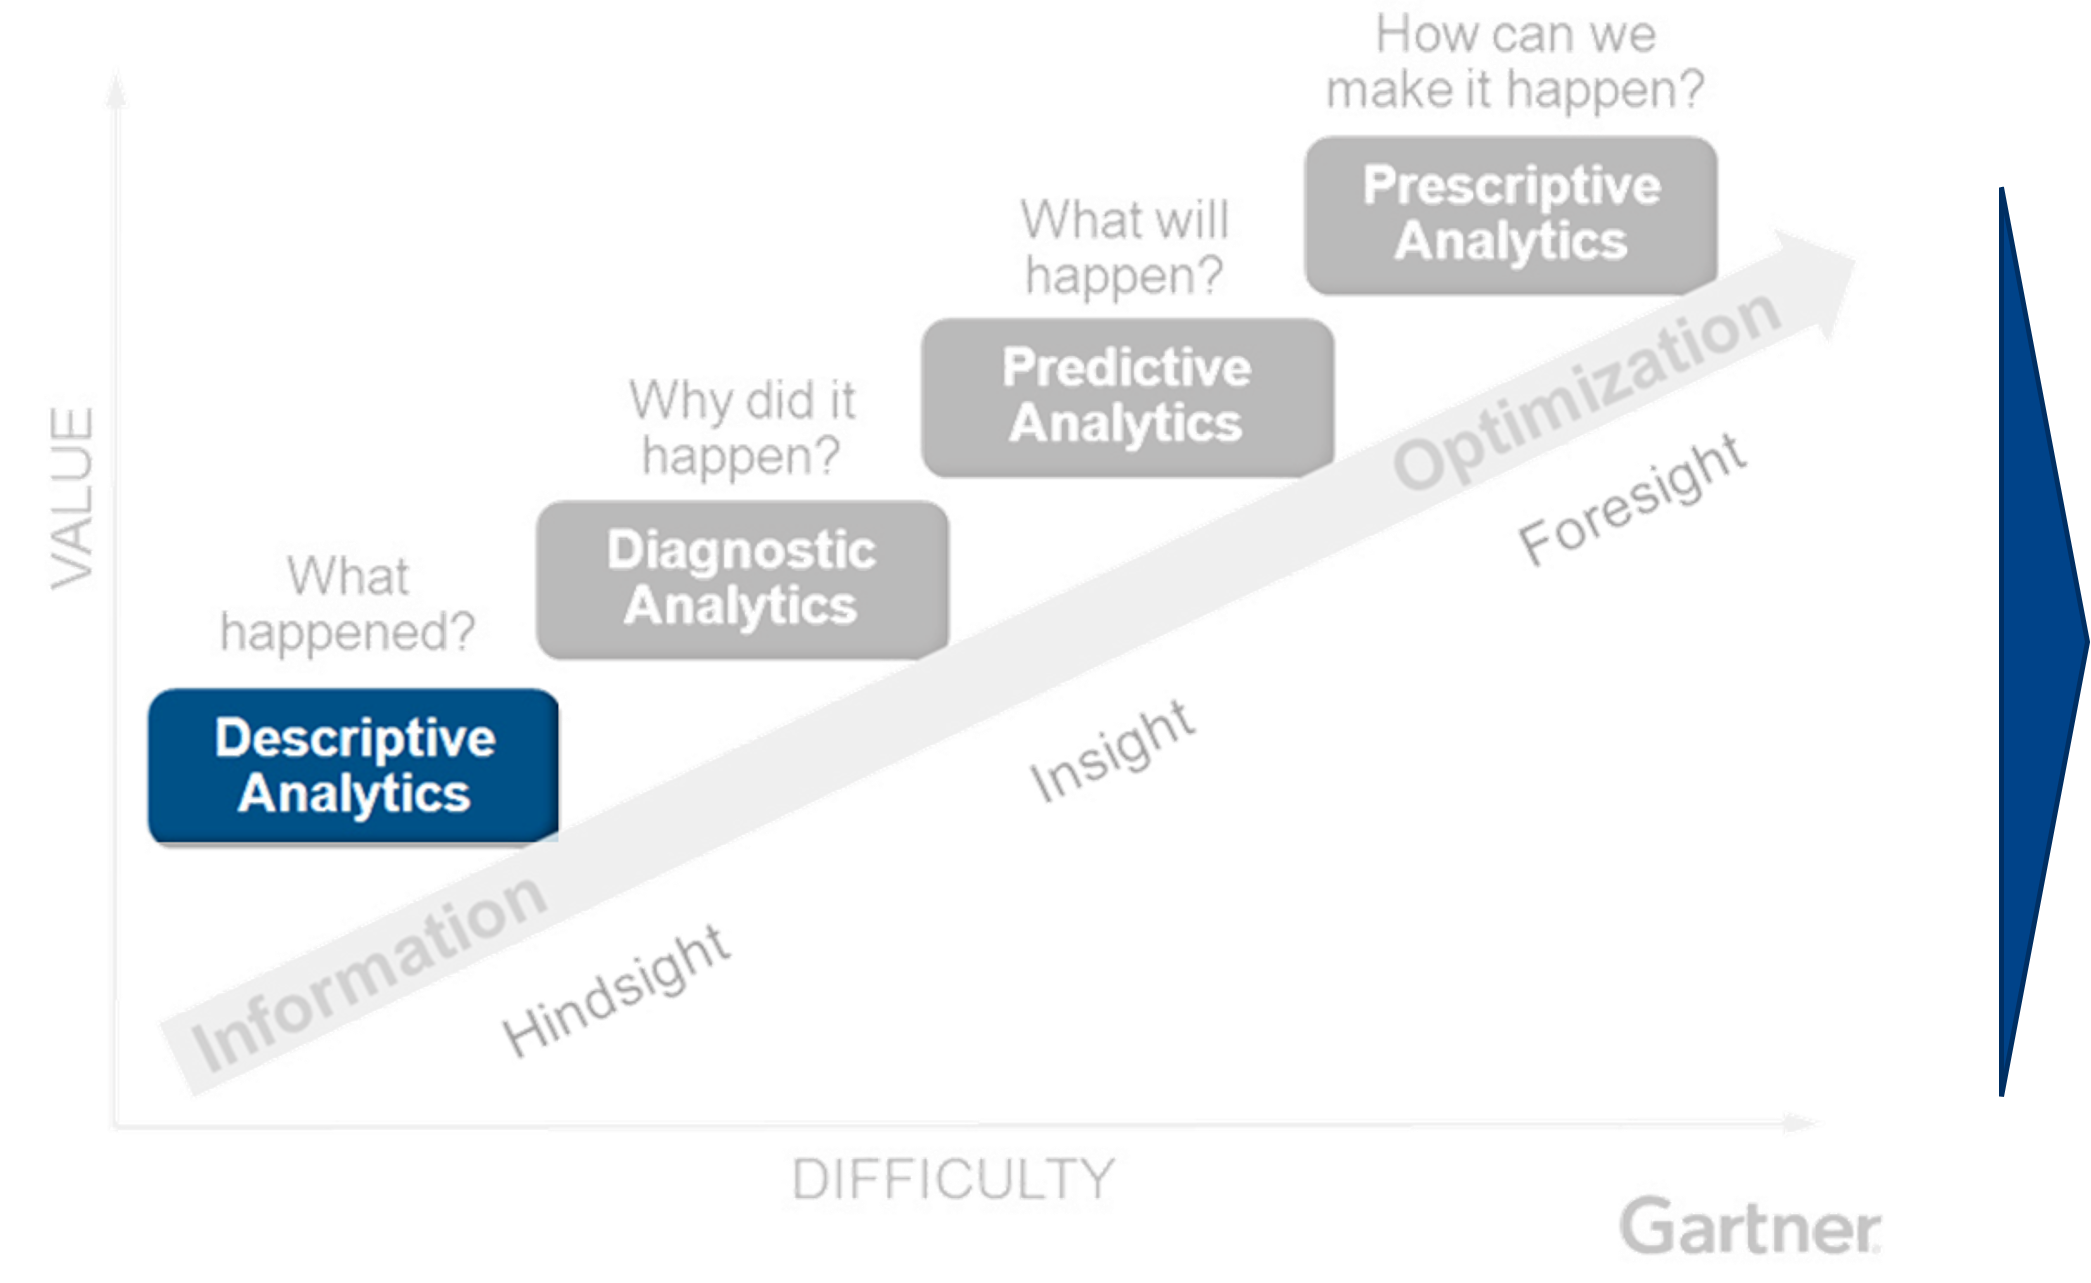 How can we
make it happen?
Prescriptive
Analytics
What will
happen?
Predictive
Analytics
Why did it
happen?
Diagnostic
Analytics
What
happened?
Descriptive
Analytics
VALUE
Information
Optimization
Hindsight
Insight
Foresight
DIFFICULTY
Gartner